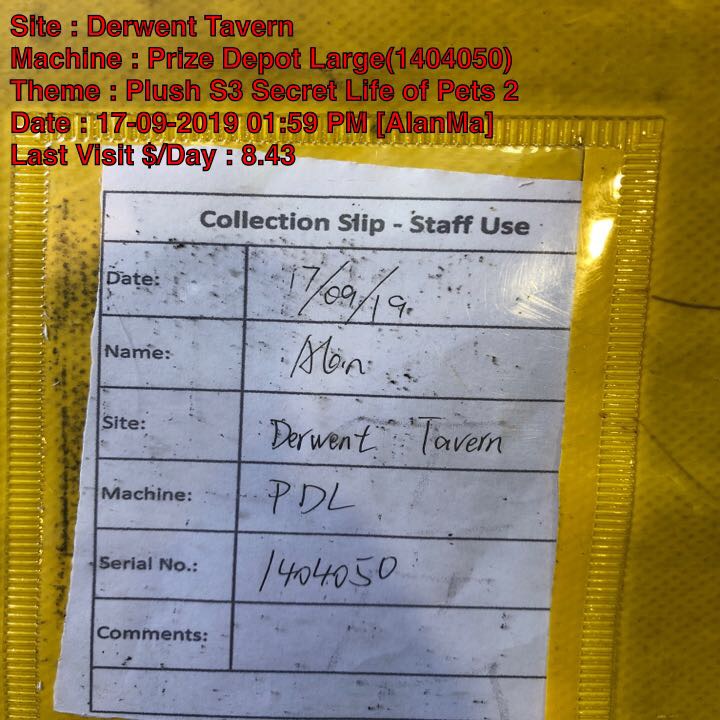 Site : Derwent Tavern
Machine : Prize Depot Large(1404050)
Theme : Plush S3 Secret Life of Pets 2
Date : 17-09-2019 01:59 PM [AlanMa]
Last Visit $/Day : 8.43
Collection Slip - Staff Use
Date: 17/09/19
Name: Alan
Site: Derwent Tavern
Machine: PDL
Serial No.: 1404050
Comments: